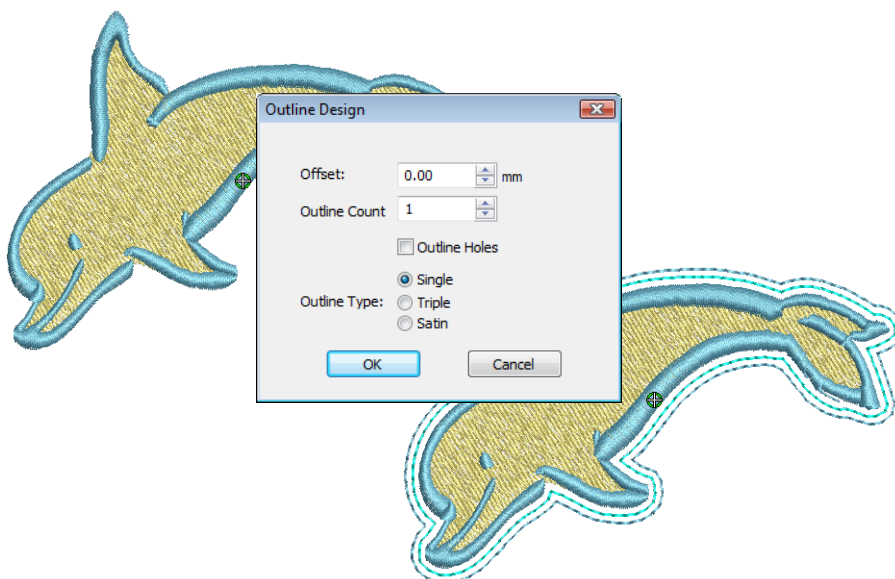 Outline Design
Offset: 0.00 mm
Outline Count 1
Outline Holes
Single
Outline Type: Triple
Satin
OK Cancel